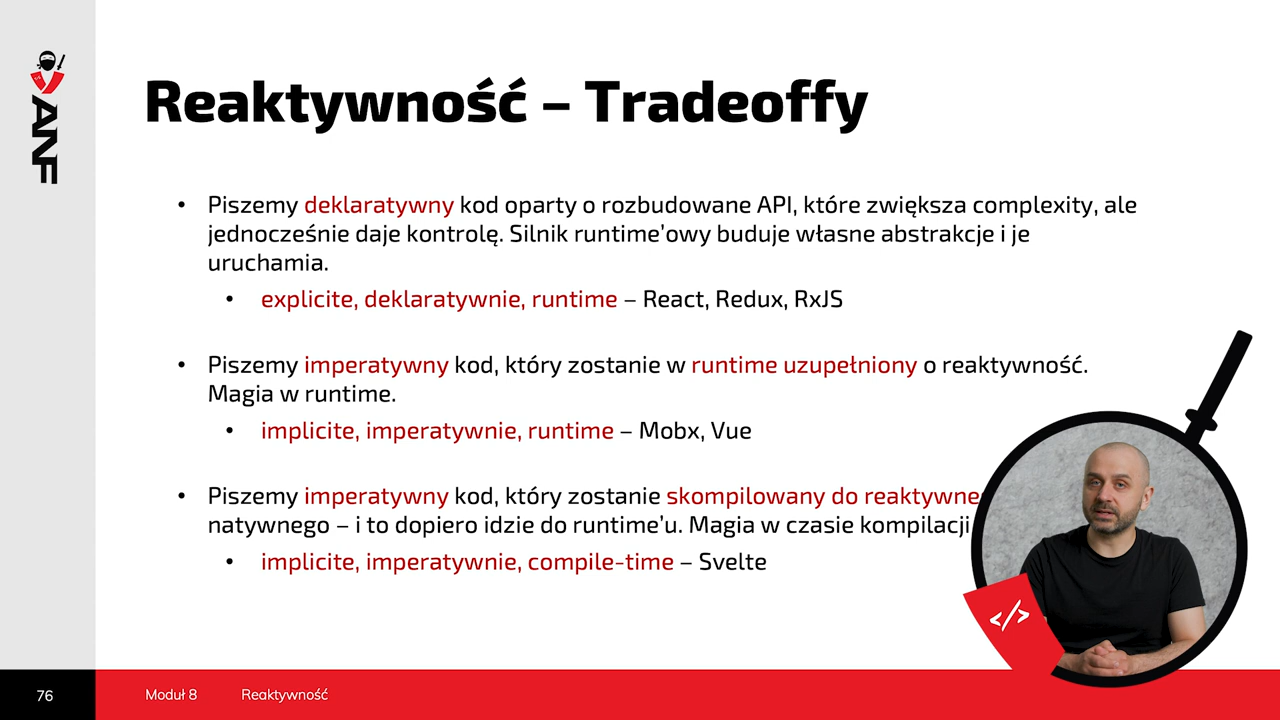 ANF
Reaktywność – Tradeoffy
• Piszemy deklaratywny kod oparty o rozbudowane API, które zwiększa complexity, ale
jednocześnie daje kontrolę. Silnik runtime’owy buduje własne abstrakcje i je
uruchamia.
• explicite, deklaratywnie, runtime – React, Redux, RxJS
• Piszemy imperatywny kod, który zostanie w runtime uzupełniony o reaktywność.
Magia w runtime.
• implicite, imperatywnie, runtime – Mobx, Vue
• Piszemy imperatywny kod, który zostanie skompilowany do
natywnego – i to dopiero idzie do runtime’u. Magia w czasie kompilacji
• implicite, imperatywnie, compile-time – Svelte
</>
76 Moduł 8 Reaktywność